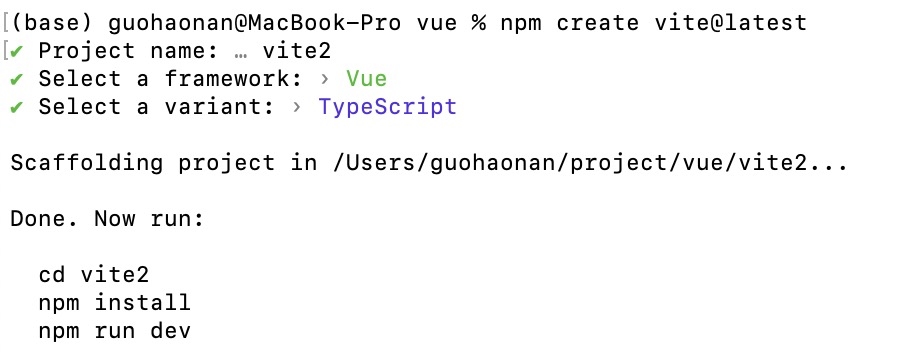 [(base) guohaonan@MacBook-Pro vue % npm create vite@latest
[✔ Project name: … vite2
✔ Select a framework: › Vue
✔ Select a variant: › TypeScript
Scaffolding project in /Users/guohaonan/project/vue/vite2...
Done. Now run:
cd vite2
npm install
npm run dev